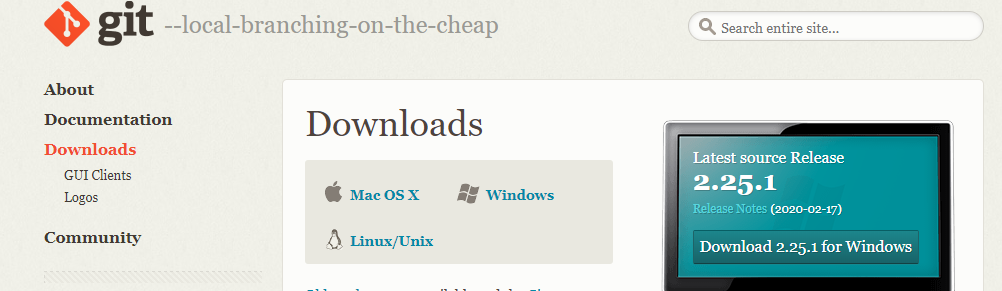 git --local-branching-on-the-cheap
Search entire site...
About
Documentation
Downloads
GUI Clients
Logos
Community
Downloads
Mac OS X
Windows
Linux/Unix
Latest source Release
2.25.1
Release Notes (2020-02-17)
Download 2.25.1 for Windows